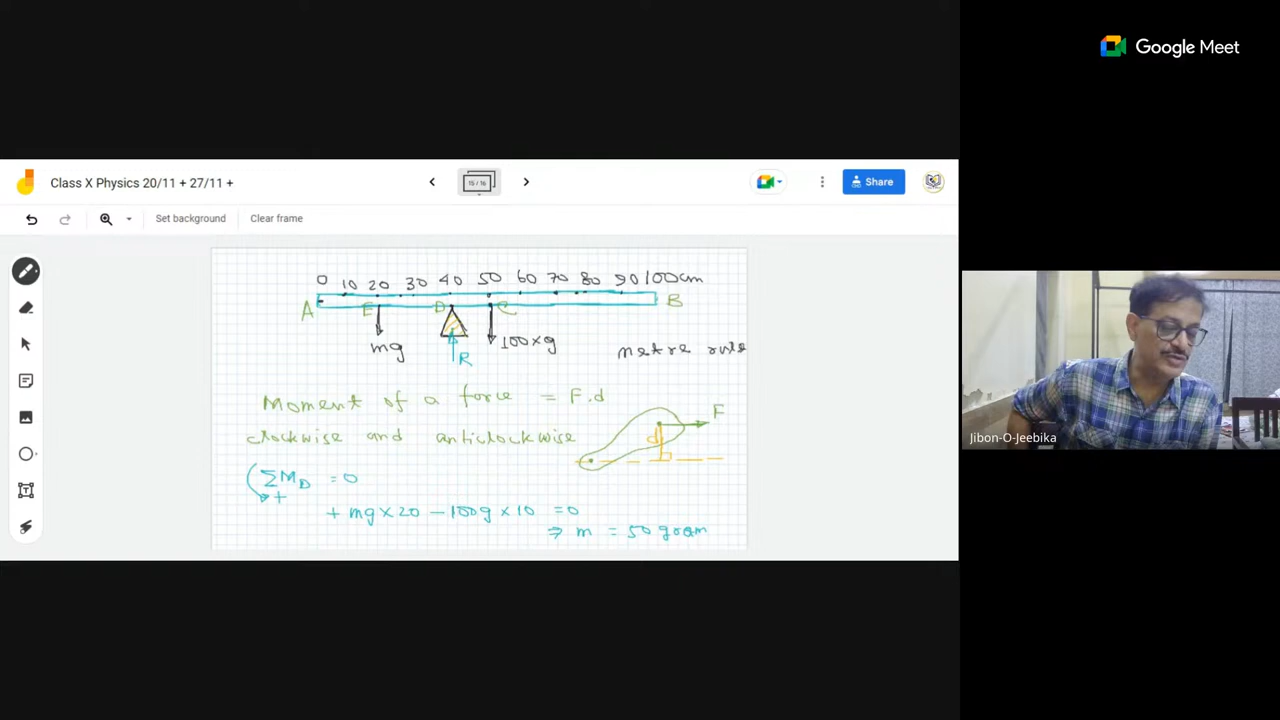 Google Meet
Class X Physics 20/11 + 27/11 +
15 / 16
Share
Set background
Clear frame
0 10 20 30 40 50 60 70 80 90 100cm
A E D C B
mg R 100×g metre rule
Moment of a force = F.d
F
clockwise and anticlockwise
d
ΣM_D = 0
+
+ mg×20 – 100g×10 = 0
⇒ m = 50 gram
Jibon-O-Jeebika